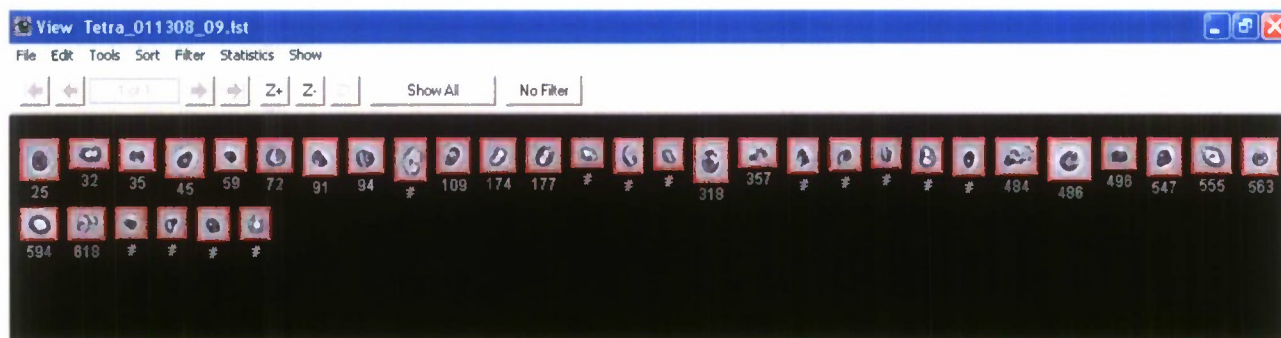 View Tetra_011308_09.fst
File Edit Tools Sort Filter Statistics Show
Z+ Z- Show All No Filter
25 32 35 45 59 72 91 94 # 109 174 177 # # # 318 357 # # # # # 484 486 496 547 555 563
594 618 # # # #